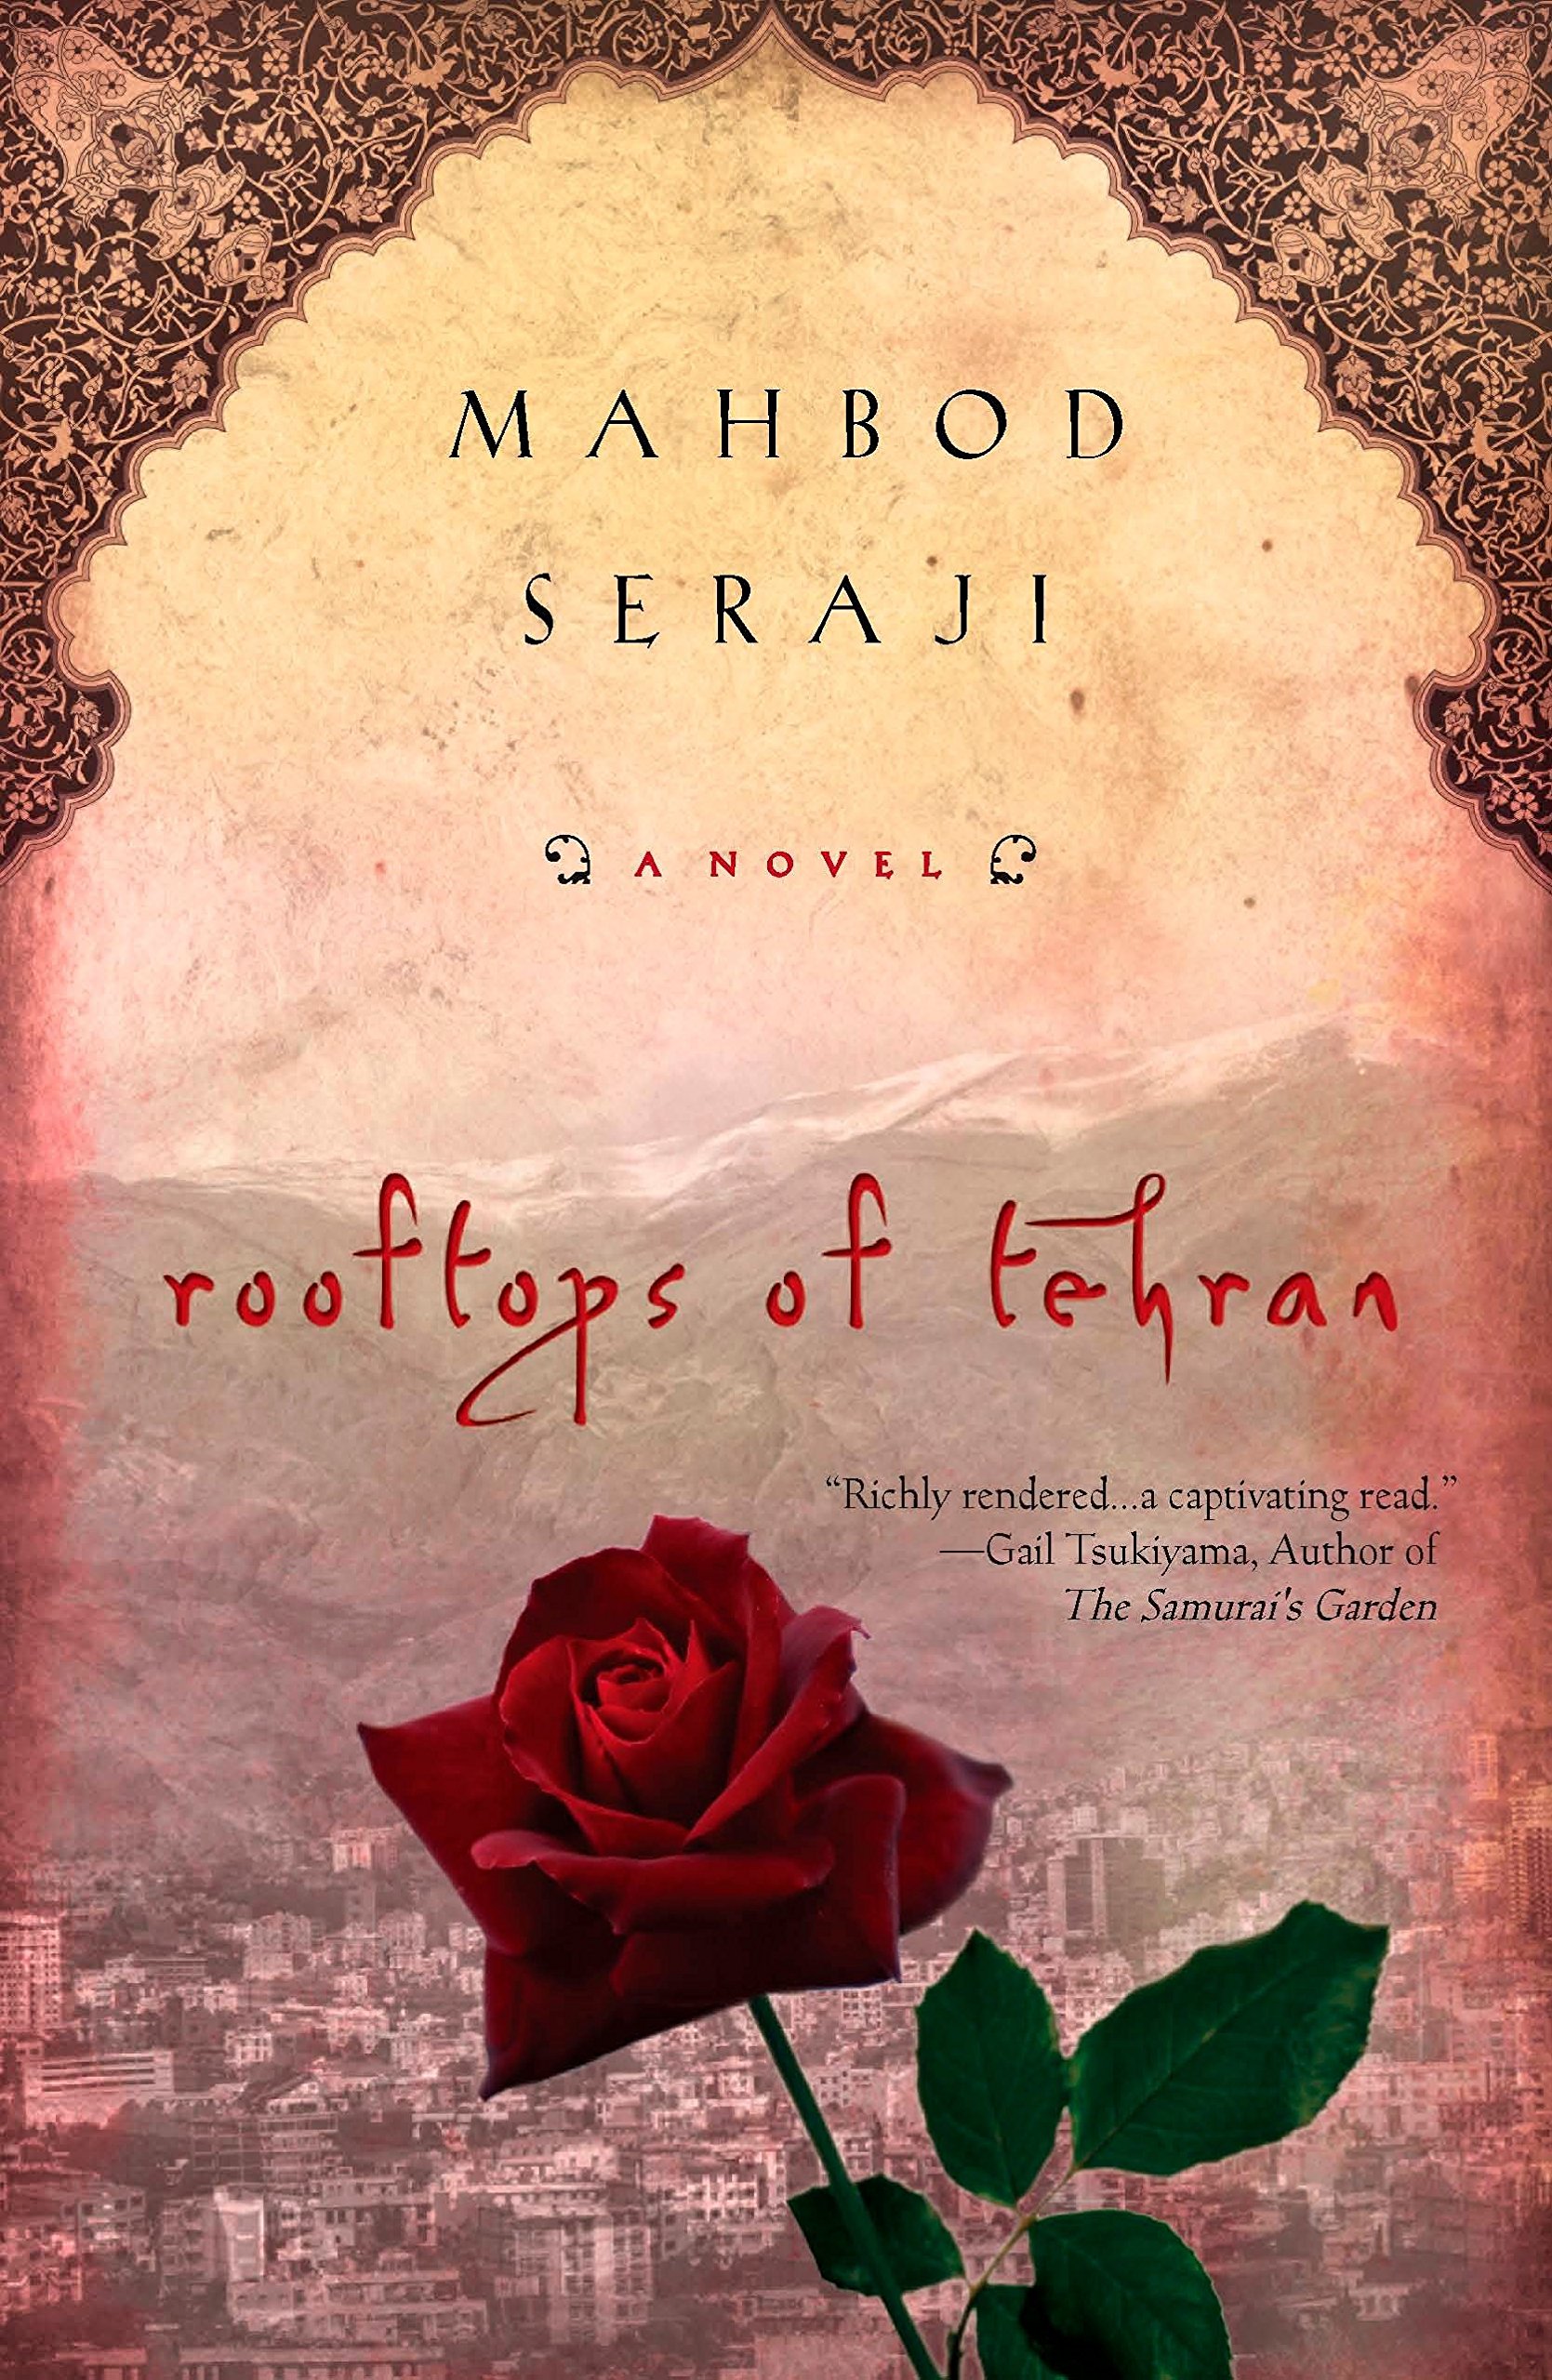 MAHBOD
SERAJI
A NOVEL
rooftops of tehran
“Richly rendered...a captivating read.”
—Gail Tsukiyama, Author of
The Samurai's Garden